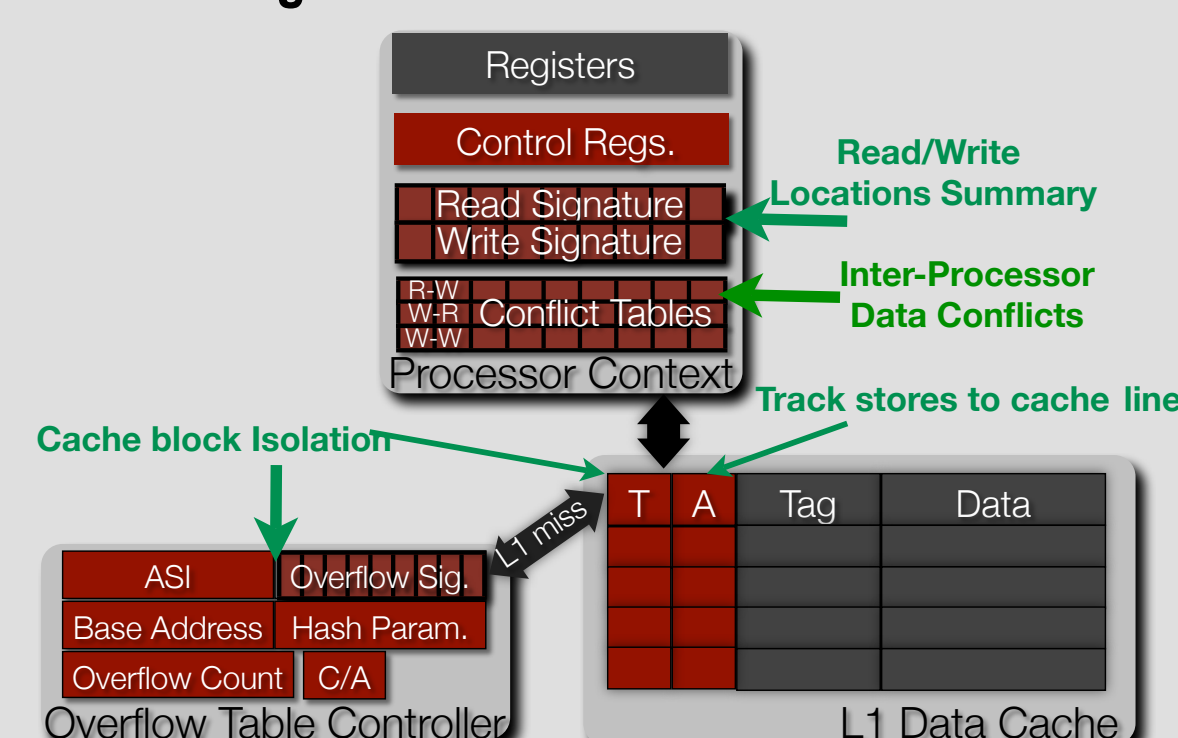 Registers
Control Regs.
Read/Write
Locations Summary
Read Signature
Write Signature
Inter-Processor
Data Conflicts
R-W
W-R
W-W
Conflict Tables
Processor Context
Track stores to cache line
Cache block Isolation
L1 miss
T A Tag Data
ASI Overflow Sig.
Base Address Hash Param.
Overflow Count C/A
Overflow Table Controller
L1 Data Cache